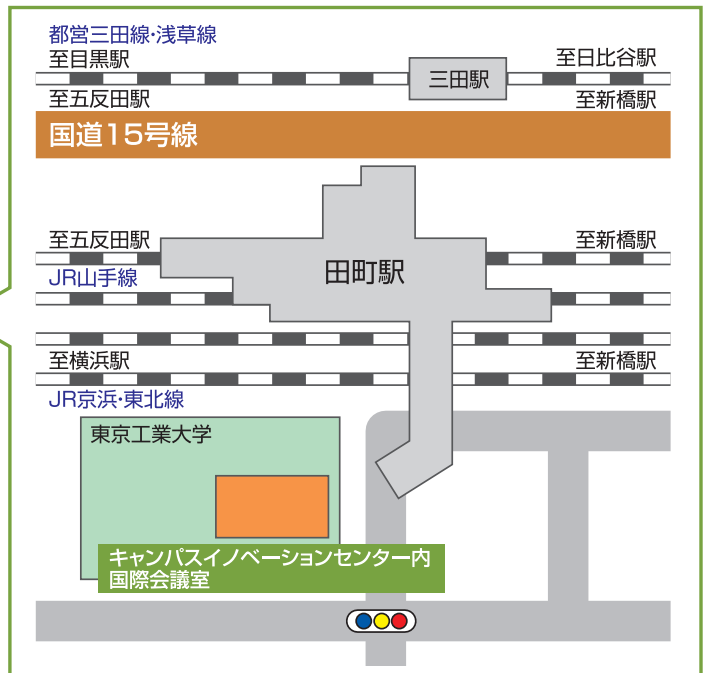 都営三田線・浅草線
至目黒駅
至日比谷駅
三田駅
至五反田駅
至新橋駅
国道15号線
至五反田駅
至新橋駅
田町駅
JR山手線
至横浜駅
至新橋駅
JR京浜・東北線
東京工業大学
キャンパスイノベーションセンター内
国際会議室